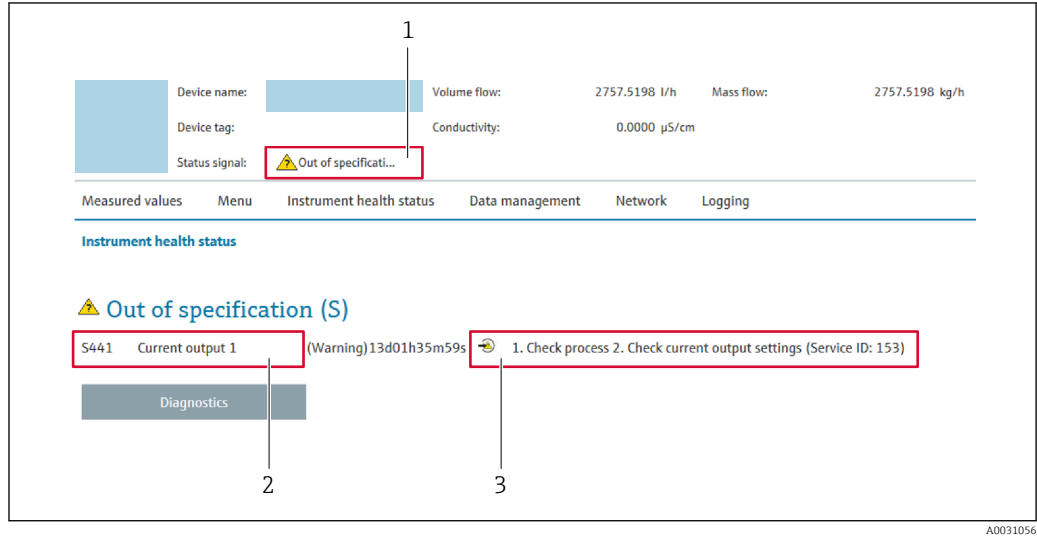 1
Device name: Volume flow: 2757.5198 l/h Mass flow: 2757.5198 kg/h
Device tag: Conductivity: 0.0000 µS/cm
Status signal: Out of specificati...
Measured values Menu Instrument health status Data management Network Logging
Instrument health status
Out of specification (S)
S441 Current output 1 (Warning)13d01h35m59s 1. Check process 2. Check current output settings (Service ID: 153)
Diagnostics
2 3
A0031056